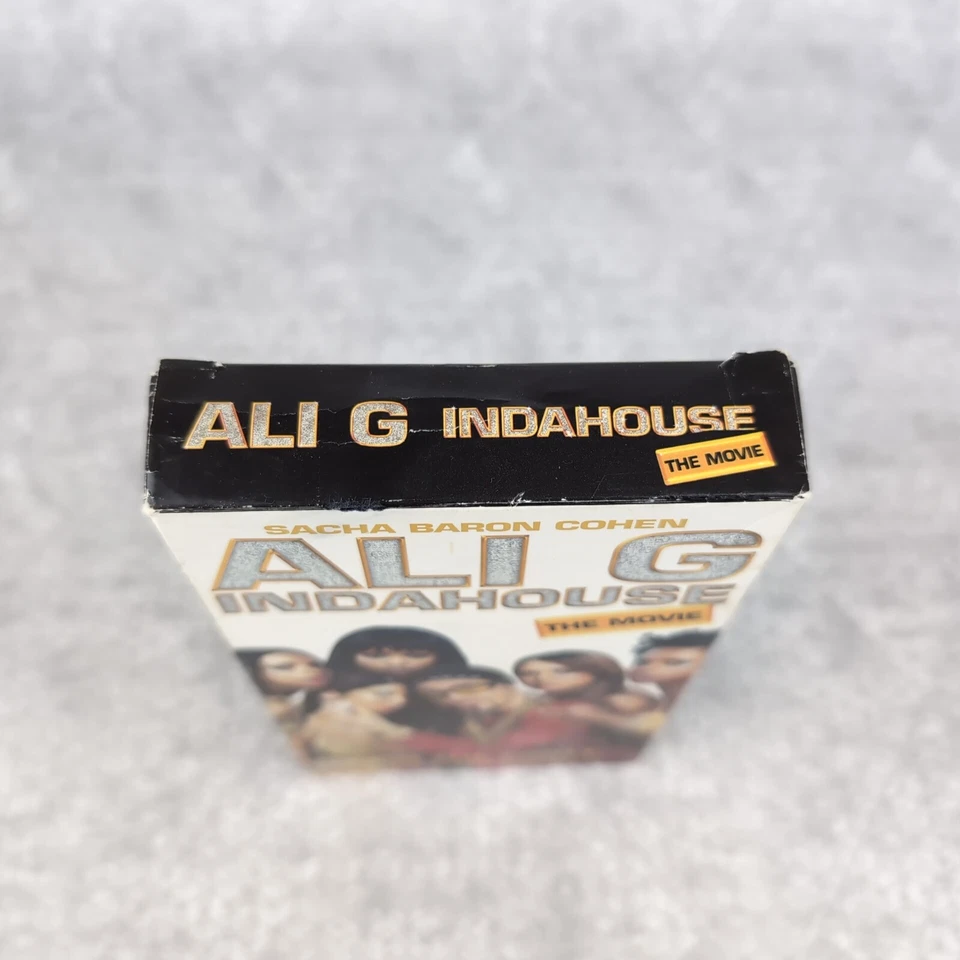 ALI G INDAHOUSE
THE MOVIE
SACHA BARON COHEN
ALI G
INDAHOUSE
THE MOVIE